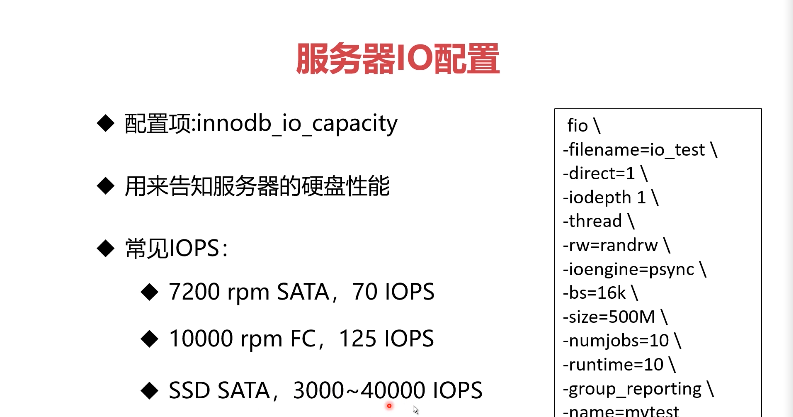 服务器IO配置
◆ 配置项:innodb_io_capacity
◆ 用来告知服务器的硬盘性能
◆ 常见IOPS：
◆ 7200 rpm SATA，70 IOPS
◆ 10000 rpm FC，125 IOPS
◆ SSD SATA，3000~40000 IOPS
fio \
-filename=io_test \
-direct=1 \
-iodepth 1 \
-thread \
-rw=randrw \
-ioengine=psync \
-bs=16k \
-size=500M \
-numjobs=10 \
-runtime=10 \
-group_reporting \
-name=mytest